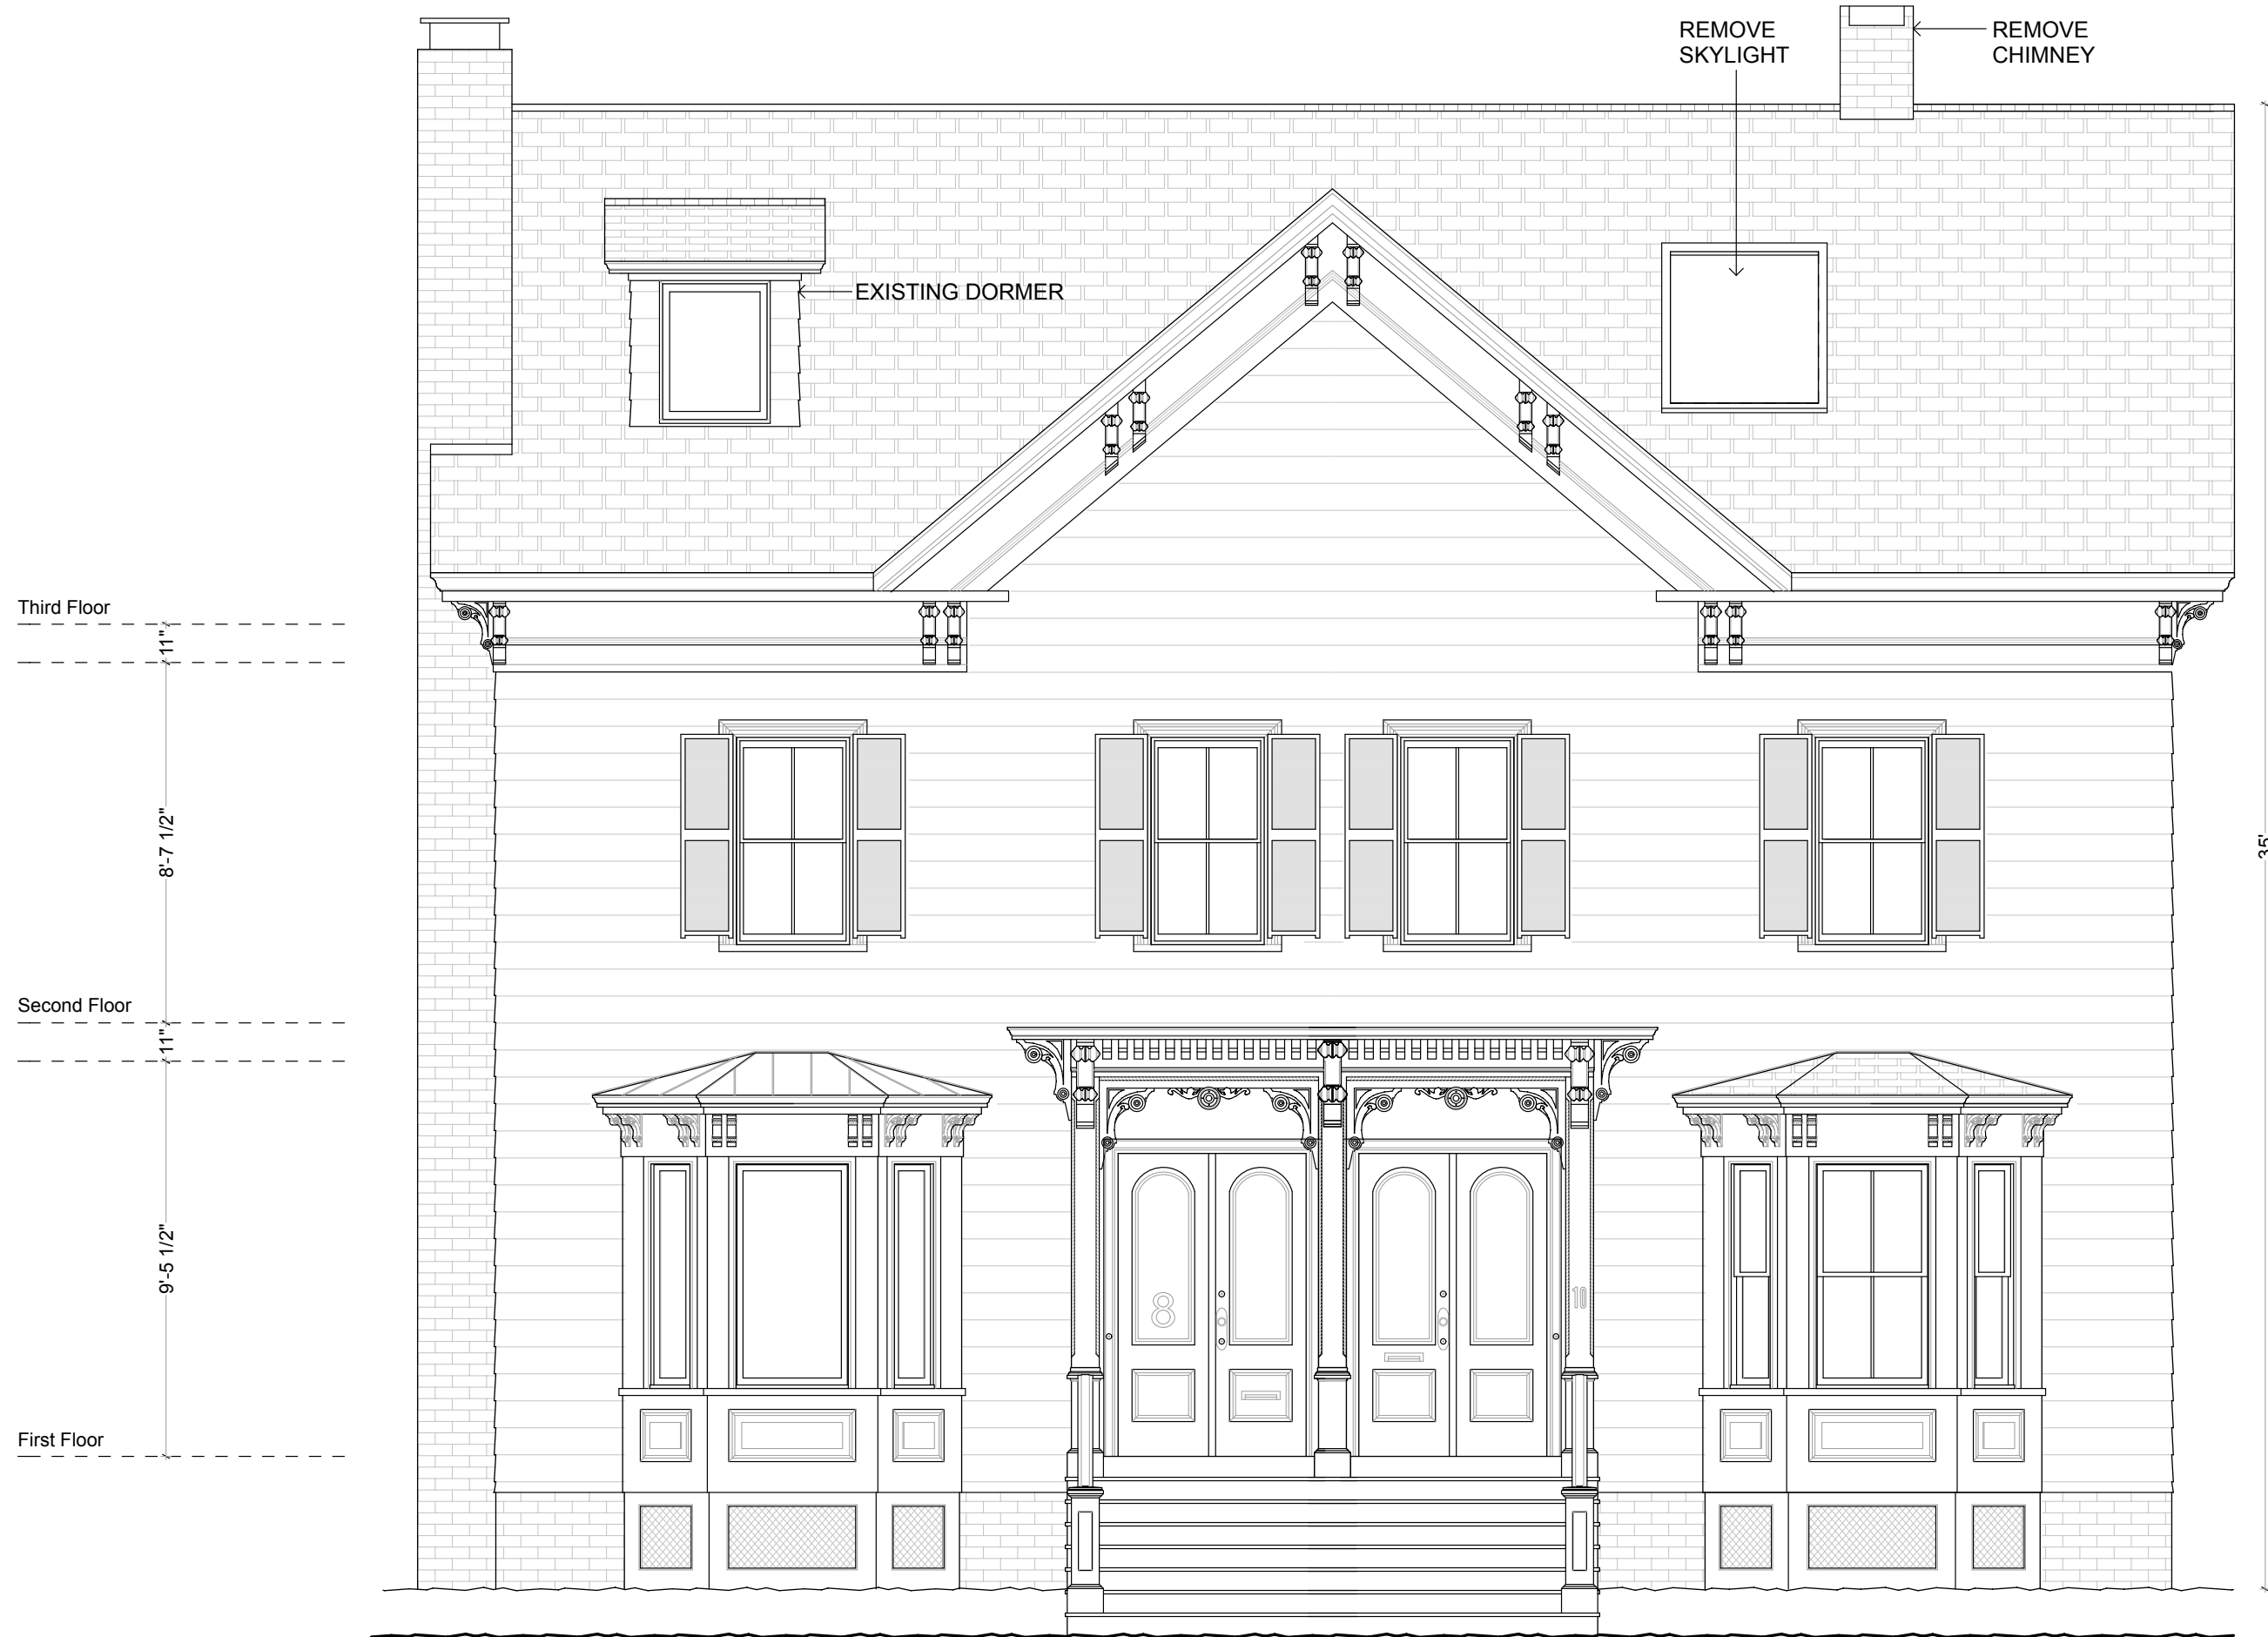 REMOVE
SKYLIGHT
REMOVE
CHIMNEY
EXISTING DORMER
Third Floor
11"
8'-7 1/2"
35'
Second Floor
11"
9'-5 1/2"
8
10
First Floor